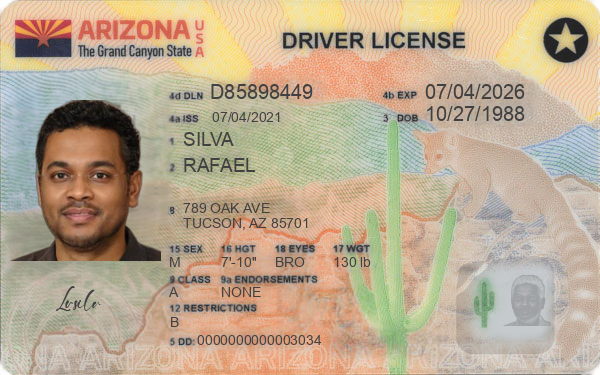 ARIZONA USA
The Grand Canyon State
DRIVER LICENSE
4d DLN D85898449
4b EXP 07/04/2026
4a ISS 07/04/2021
3 DOB 10/27/1988
1 SILVA
2 RAFAEL
8 789 OAK AVE
TUCSON, AZ 85701
15 SEX 16 HGT 18 EYES 17 WGT
M 7'-10" BRO 130 lb
9 CLASS 9a ENDORSEMENTS
A NONE
12 RESTRICTIONS
B
5 DD: 0000000000003034
ARIZONA ARIZONA ARIZONA ARIZONA